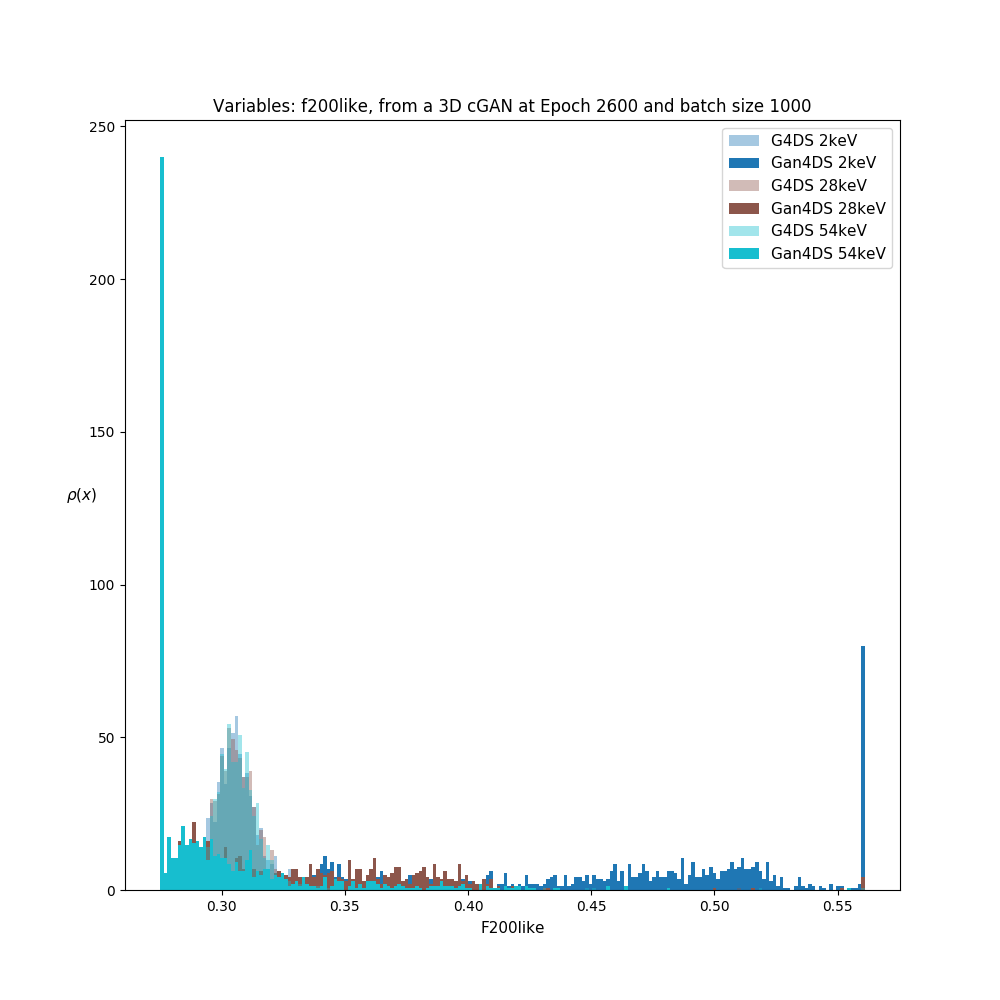 Variables: f200like, from a 3D cGAN at Epoch 2600 and batch size 1000
250
200
150
100
50
0
ρ(x)
G4DS 2keV
Gan4DS 2keV
G4DS 28keV
Gan4DS 28keV
G4DS 54keV
Gan4DS 54keV
0.30 0.35 0.40 0.45 0.50 0.55
F200like